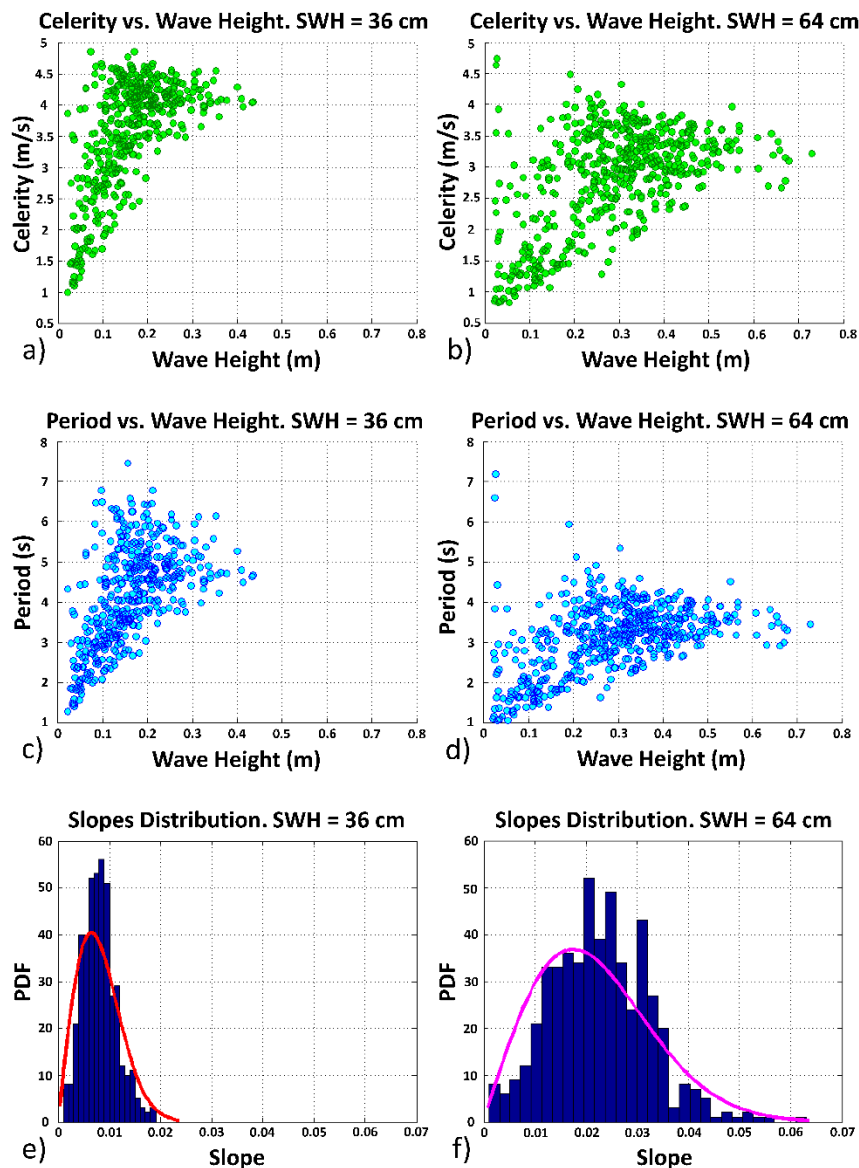 Celerity vs. Wave Height. SWH = 36 cm
Celerity vs. Wave Height. SWH = 64 cm
5
4.5
4
3.5
3
2.5
2
1.5
1
0.5
Celerity (m/s)
0 0.1 0.2 0.3 0.4 0.5 0.6 0.7 0.8
a)
Wave Height (m)
5
4.5
4
3.5
3
2.5
2
1.5
1
0.5
Celerity (m/s)
0 0.1 0.2 0.3 0.4 0.5 0.6 0.7 0.8
b)
Wave Height (m)
Period vs. Wave Height. SWH = 36 cm
Period vs. Wave Height. SWH = 64 cm
8
7
6
5
4
3
2
1
Period (s)
0 0.1 0.2 0.3 0.4 0.5 0.6 0.7 0.8
c)
Wave Height (m)
8
7
6
5
4
3
2
1
Period (s)
0 0.1 0.2 0.3 0.4 0.5 0.6 0.7 0.8
d)
Wave Height (m)
Slopes Distribution. SWH = 36 cm
Slopes Distribution. SWH = 64 cm
60
50
40
30
20
10
0
PDF
0 0.01 0.02 0.03 0.04 0.05 0.06 0.07
e)
Slope
60
50
40
30
20
10
0
PDF
0 0.01 0.02 0.03 0.04 0.05 0.06 0.07
f)
Slope